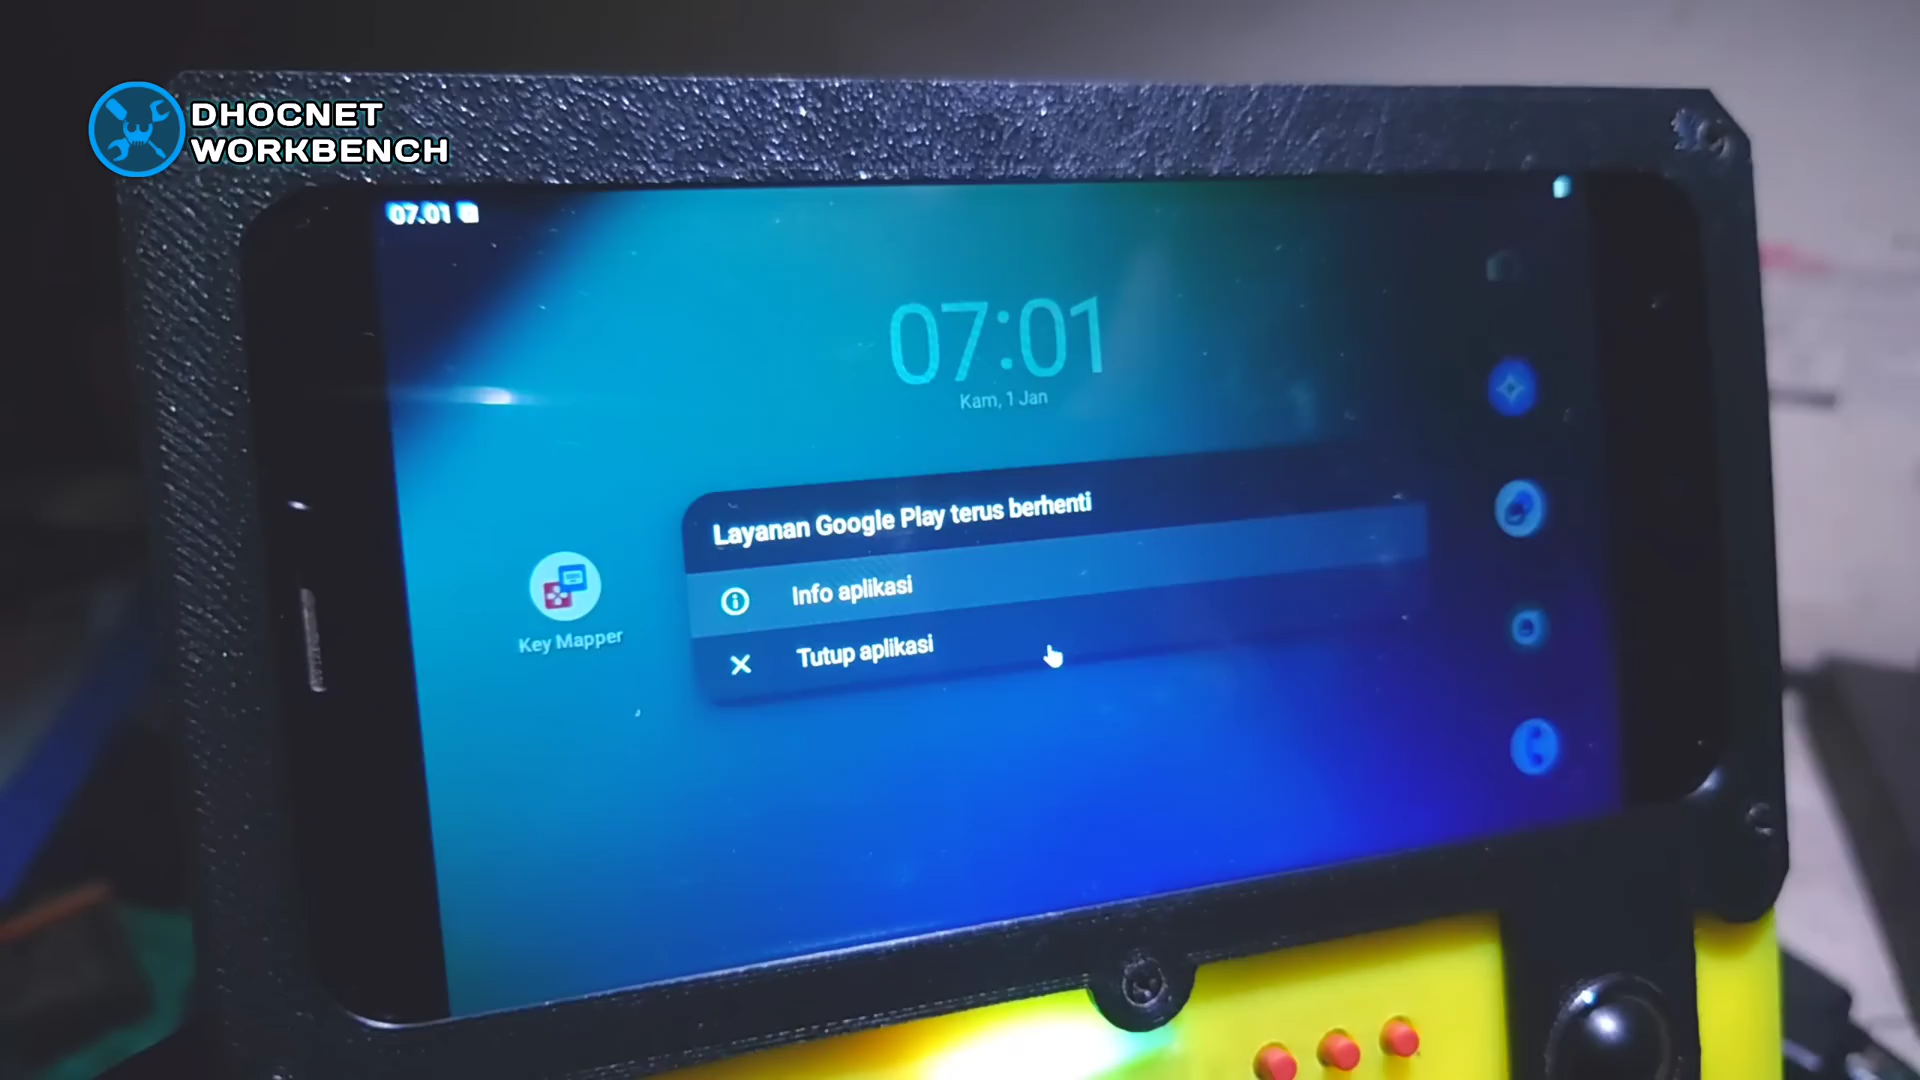 DHOCNET
WORKBENCH
07.01
07:01
Kam, 1 Jan
Layanan Google Play terus berhenti
Info aplikasi
Key Mapper
Tutup aplikasi